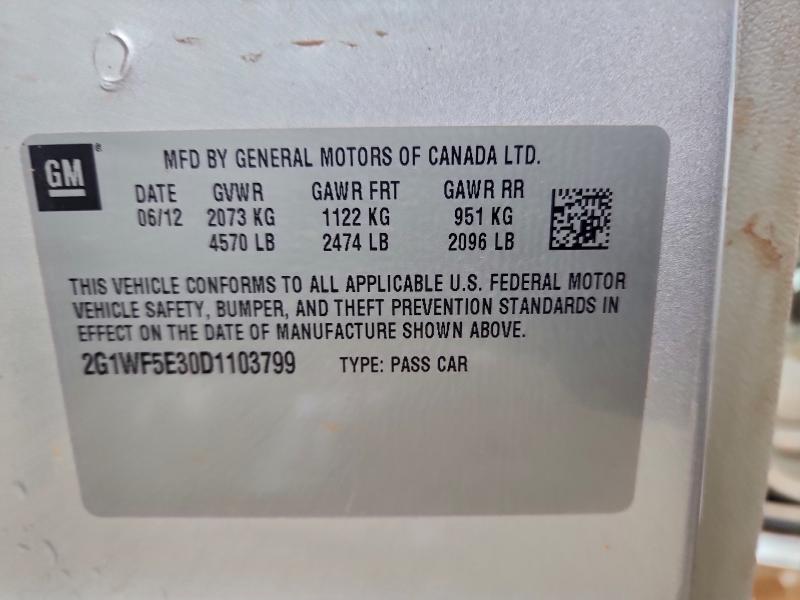 GM®
MFD BY GENERAL MOTORS OF CANADA LTD.
DATE GVWR GAWR FRT GAWR RR
06/12 2073 KG 1122 KG 951 KG
4570 LB 2474 LB 2096 LB
THIS VEHICLE CONFORMS TO ALL APPLICABLE U.S. FEDERAL MOTOR
VEHICLE SAFETY, BUMPER, AND THEFT PREVENTION STANDARDS IN
EFFECT ON THE DATE OF MANUFACTURE SHOWN ABOVE.
2G1WF5E30D1103799 TYPE: PASS CAR